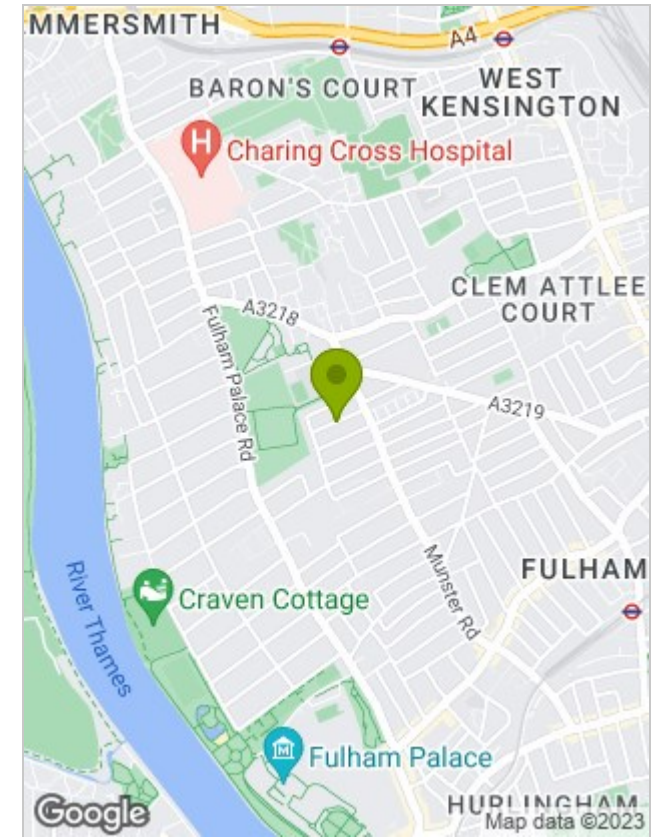 MMERSMITH
A4
BARON'S COURT
WEST
KENSINGTON
H
Charing Cross Hospital
CLEM ATTLEE
COURT
A3218
Fulham Palace Rd
A3219
Munster Rd
FULHAM
River Thames
Craven Cottage
M
Fulham Palace
HURLINGHAM
Google
Map data ©2023